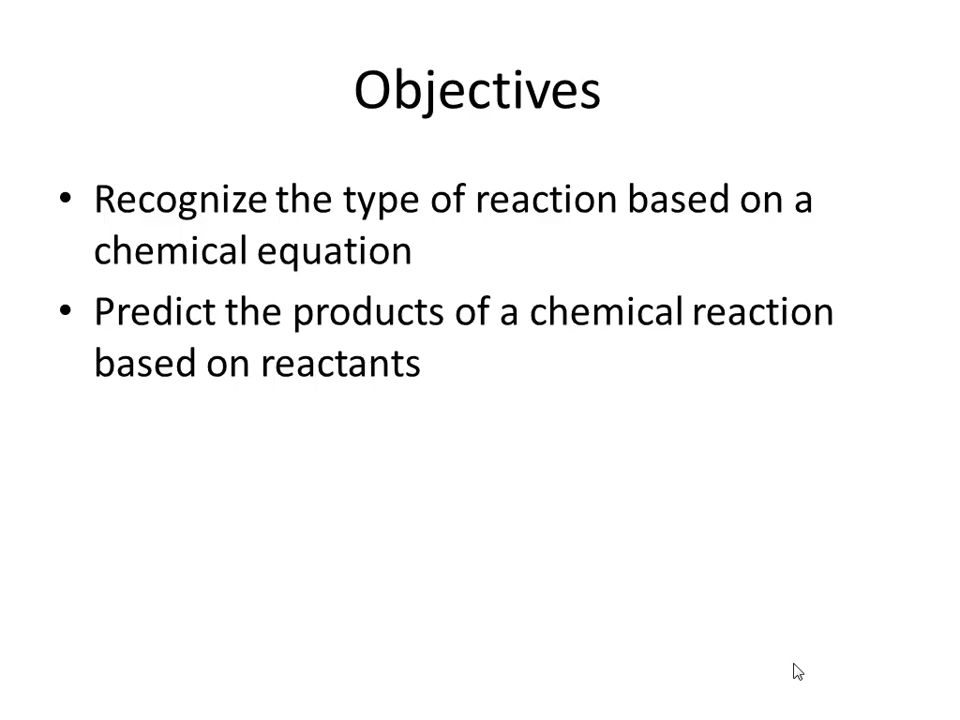 Objectives
• Recognize the type of reaction based on a
chemical equation
• Predict the products of a chemical reaction
based on reactants